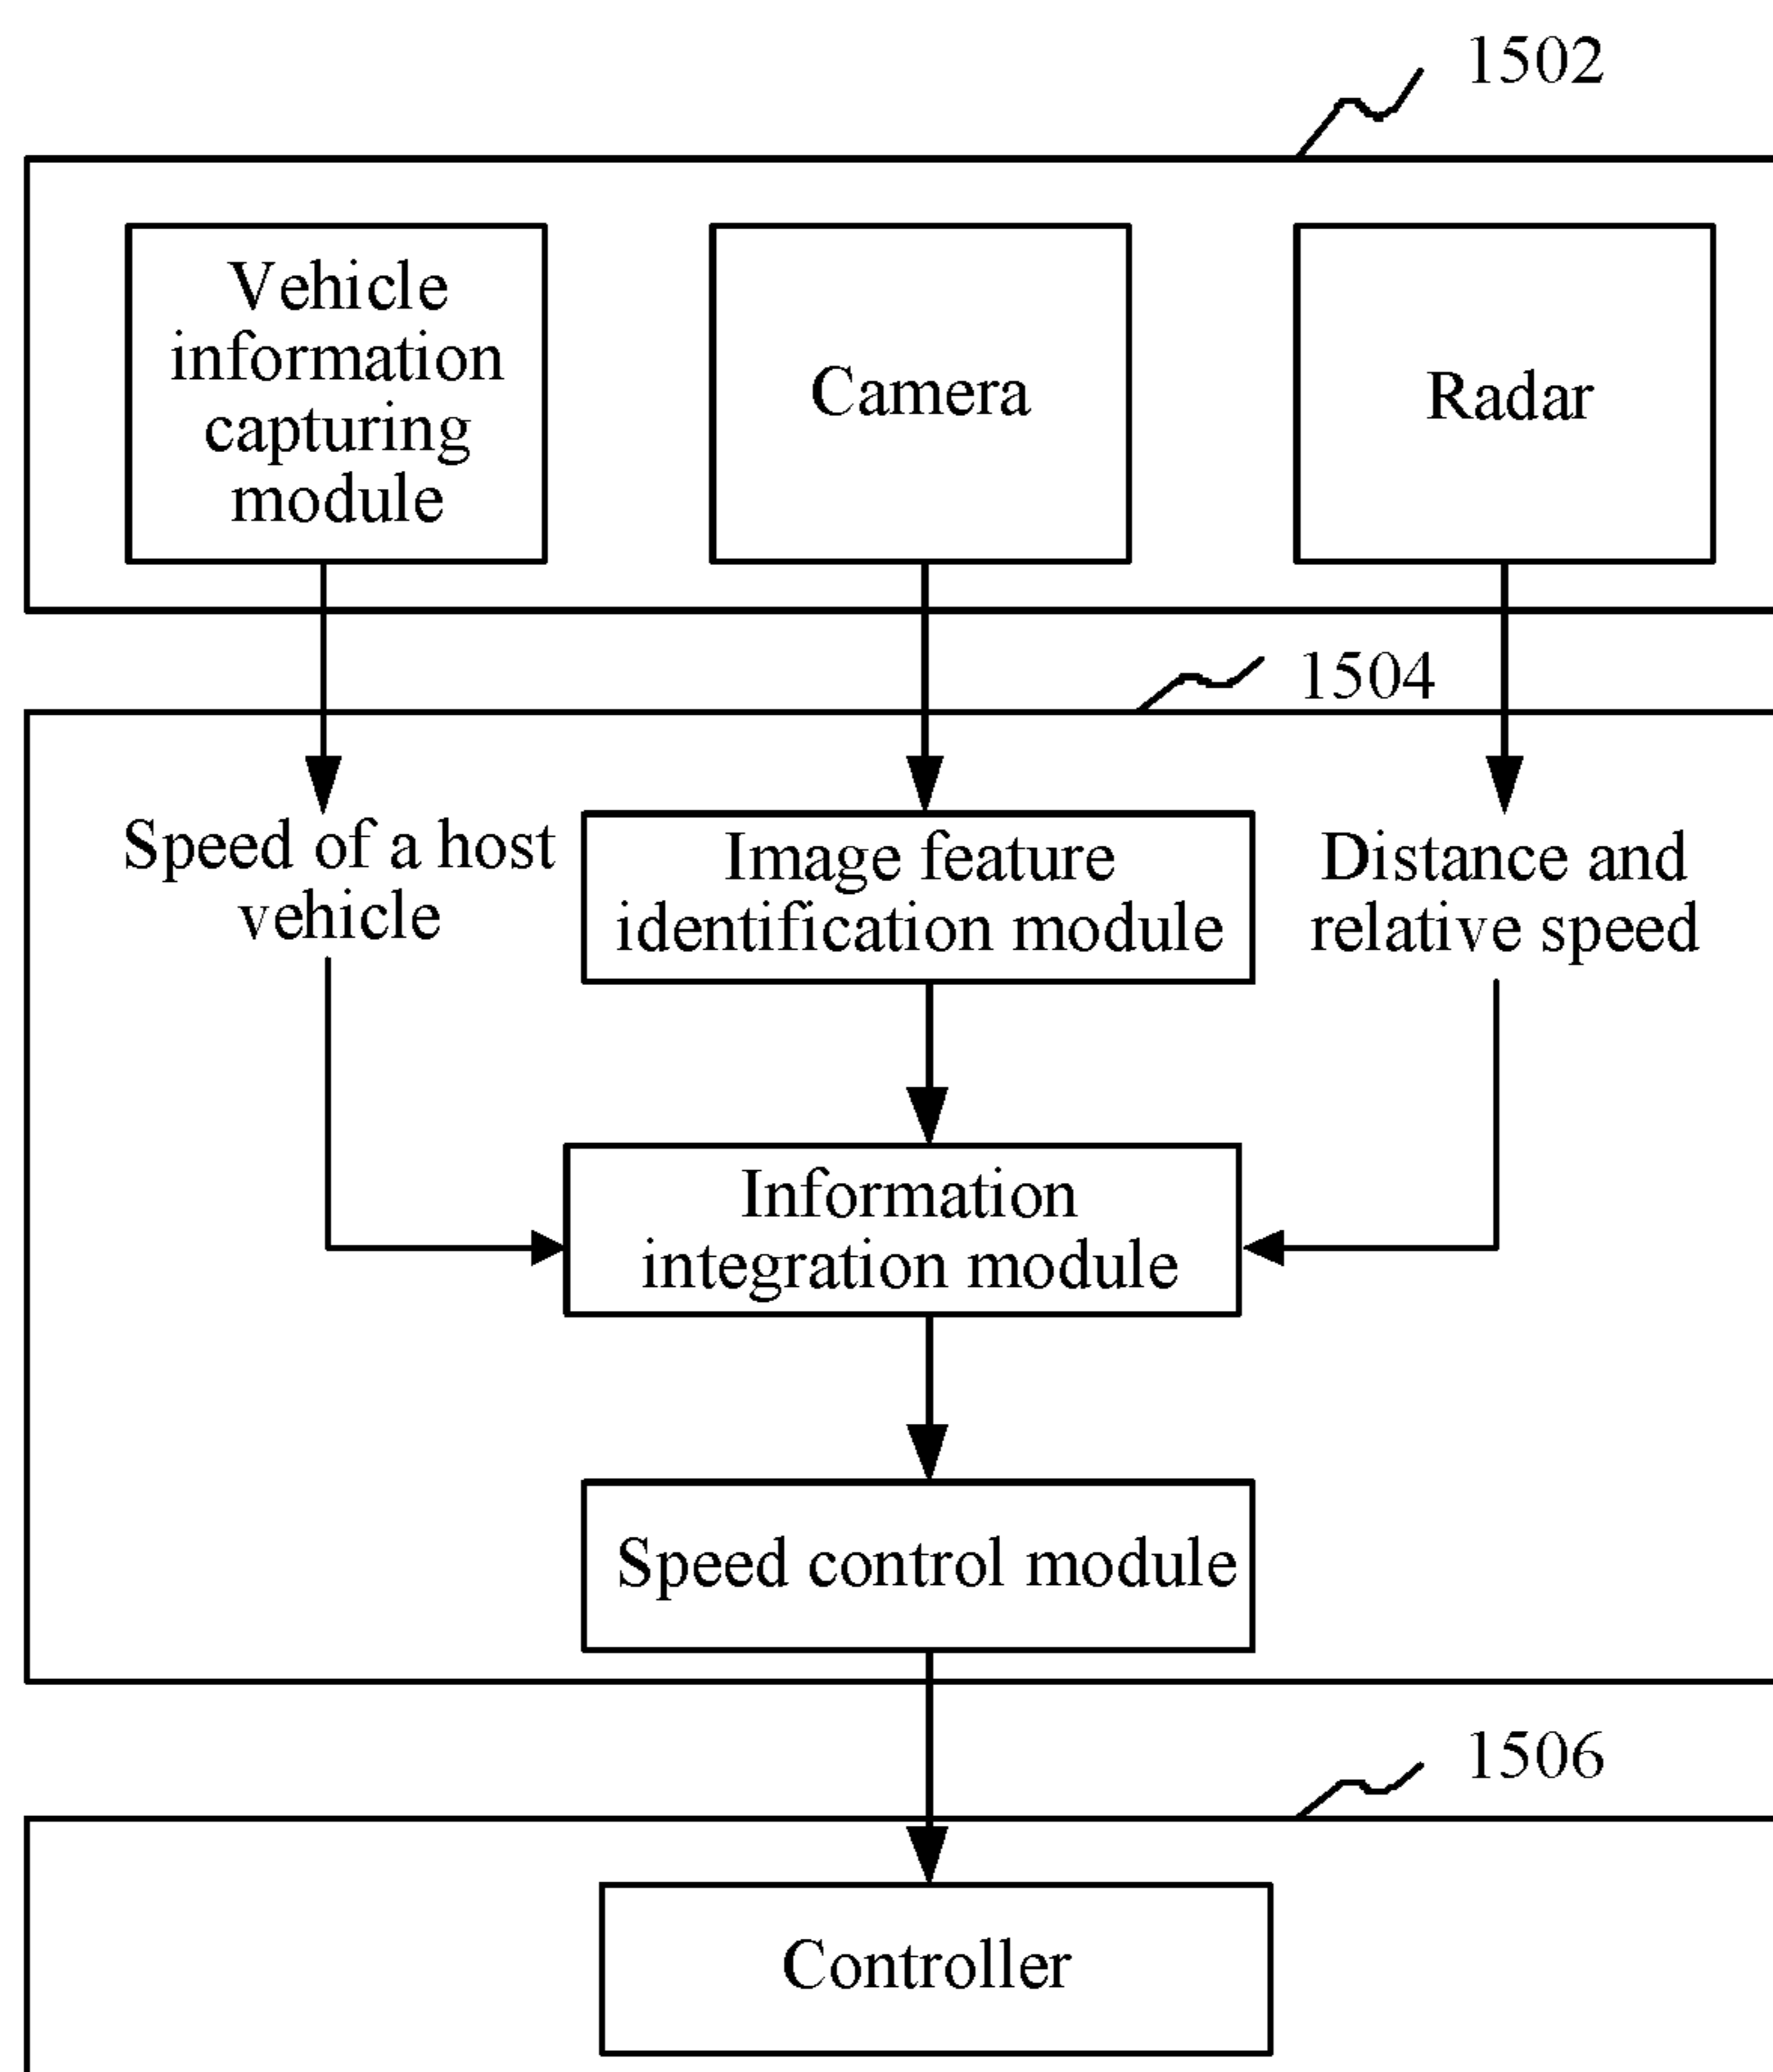 1502
Vehicle
information
capturing
module
Camera
Radar
1504
Speed of a host
vehicle
Image feature
identification module
Distance and
relative speed
Information
integration module
Speed control module
1506
Controller